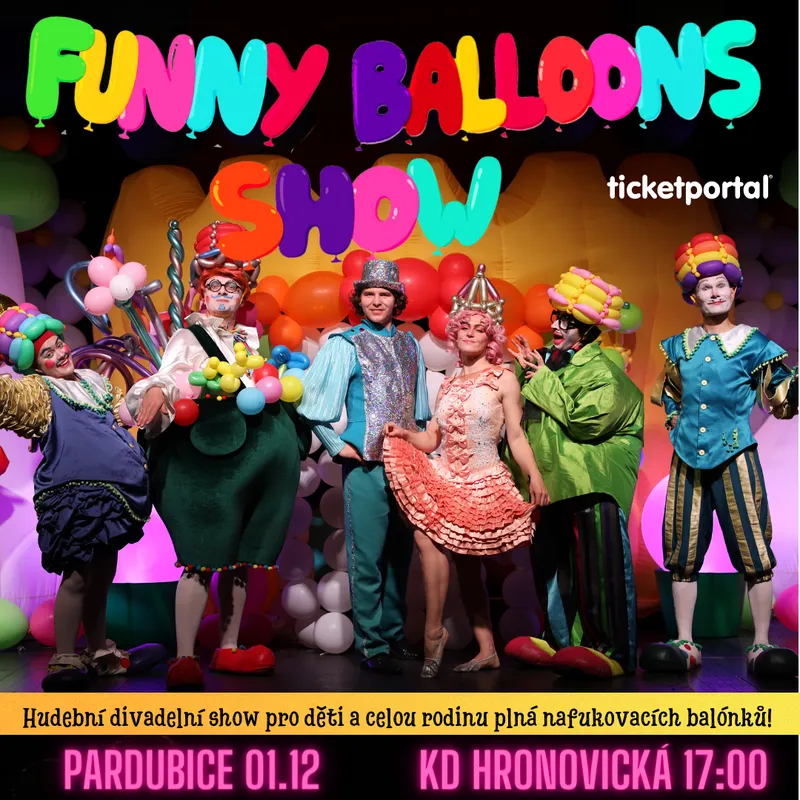 FUNNY BALLOONS
SHOW
ticketportal
Hudební divadelní show pro děti a celou rodinu plná nafukovacích balónků!
PARDUBICE 01.12 KD HRONOVICKÁ 17:00